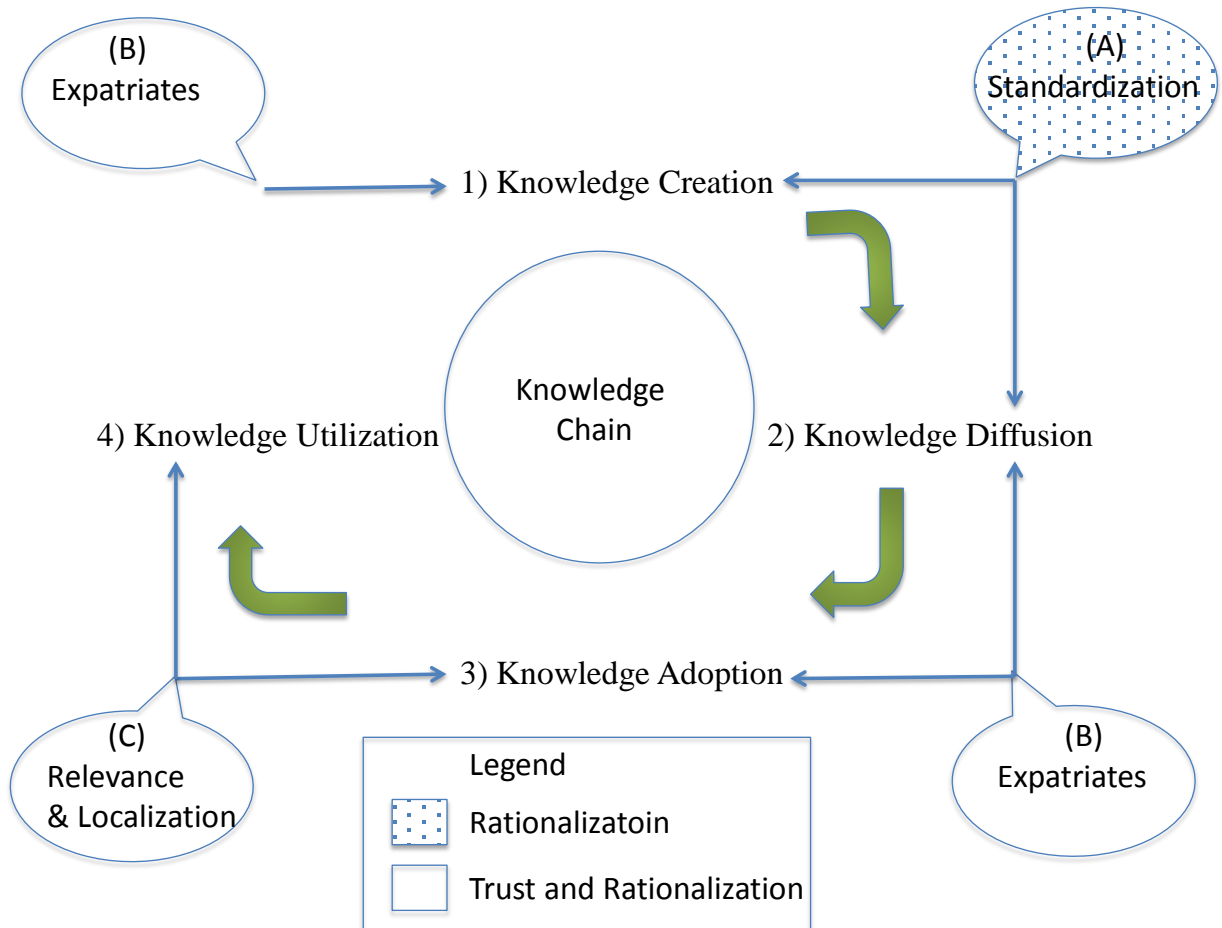 (B)
Expatriates
(A)
Standardization
1) Knowledge Creation
Knowledge
Chain
4) Knowledge Utilization
2) Knowledge Diffusion
3) Knowledge Adoption
(C)
Relevance
& Localization
(B)
Expatriates
Legend
Rationalizatoin
Trust and Rationalization